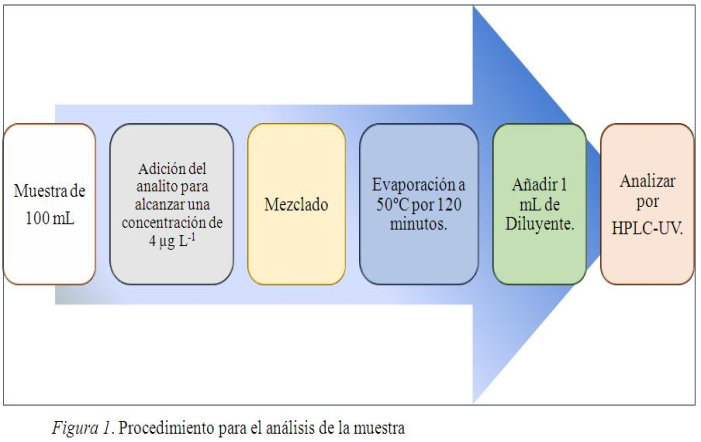 Muestra de
100 mL
Adición del
analito para
alcanzar una
concentración de
4 µg L-1
Mezclado
Evaporación a
50°C por 120
minutos.
Añadir 1
mL de
Diluyente.
Analizar
por
HPLC-UV.
Figura 1. Procedimiento para el análisis de la muestra